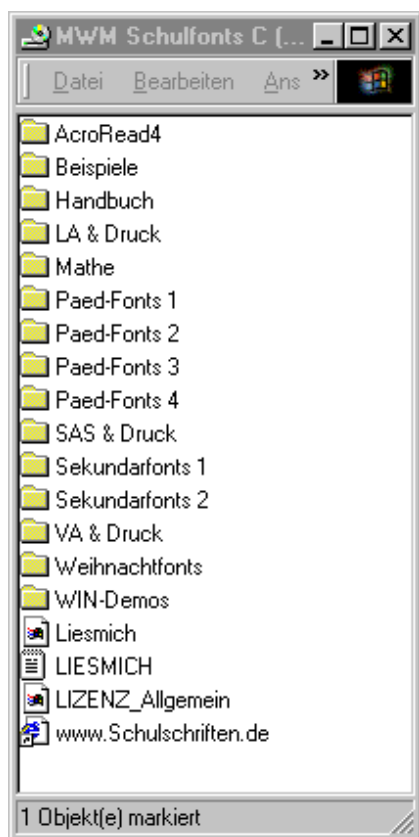 MWM Schulfonts C (...
Datei Bearbeiten Ans »
AcroRead4
Beispiele
Handbuch
LA & Druck
Mathe
Paed-Fonts 1
Paed-Fonts 2
Paed-Fonts 3
Paed-Fonts 4
SAS & Druck
Sekundarfonts 1
Sekundarfonts 2
VA & Druck
Weihnachtfonts
WIN-Demos
Liesmich
LIESMICH
LIZENZ_Allgemein
www.Schulschriften.de
1 Objekt(e) markiert